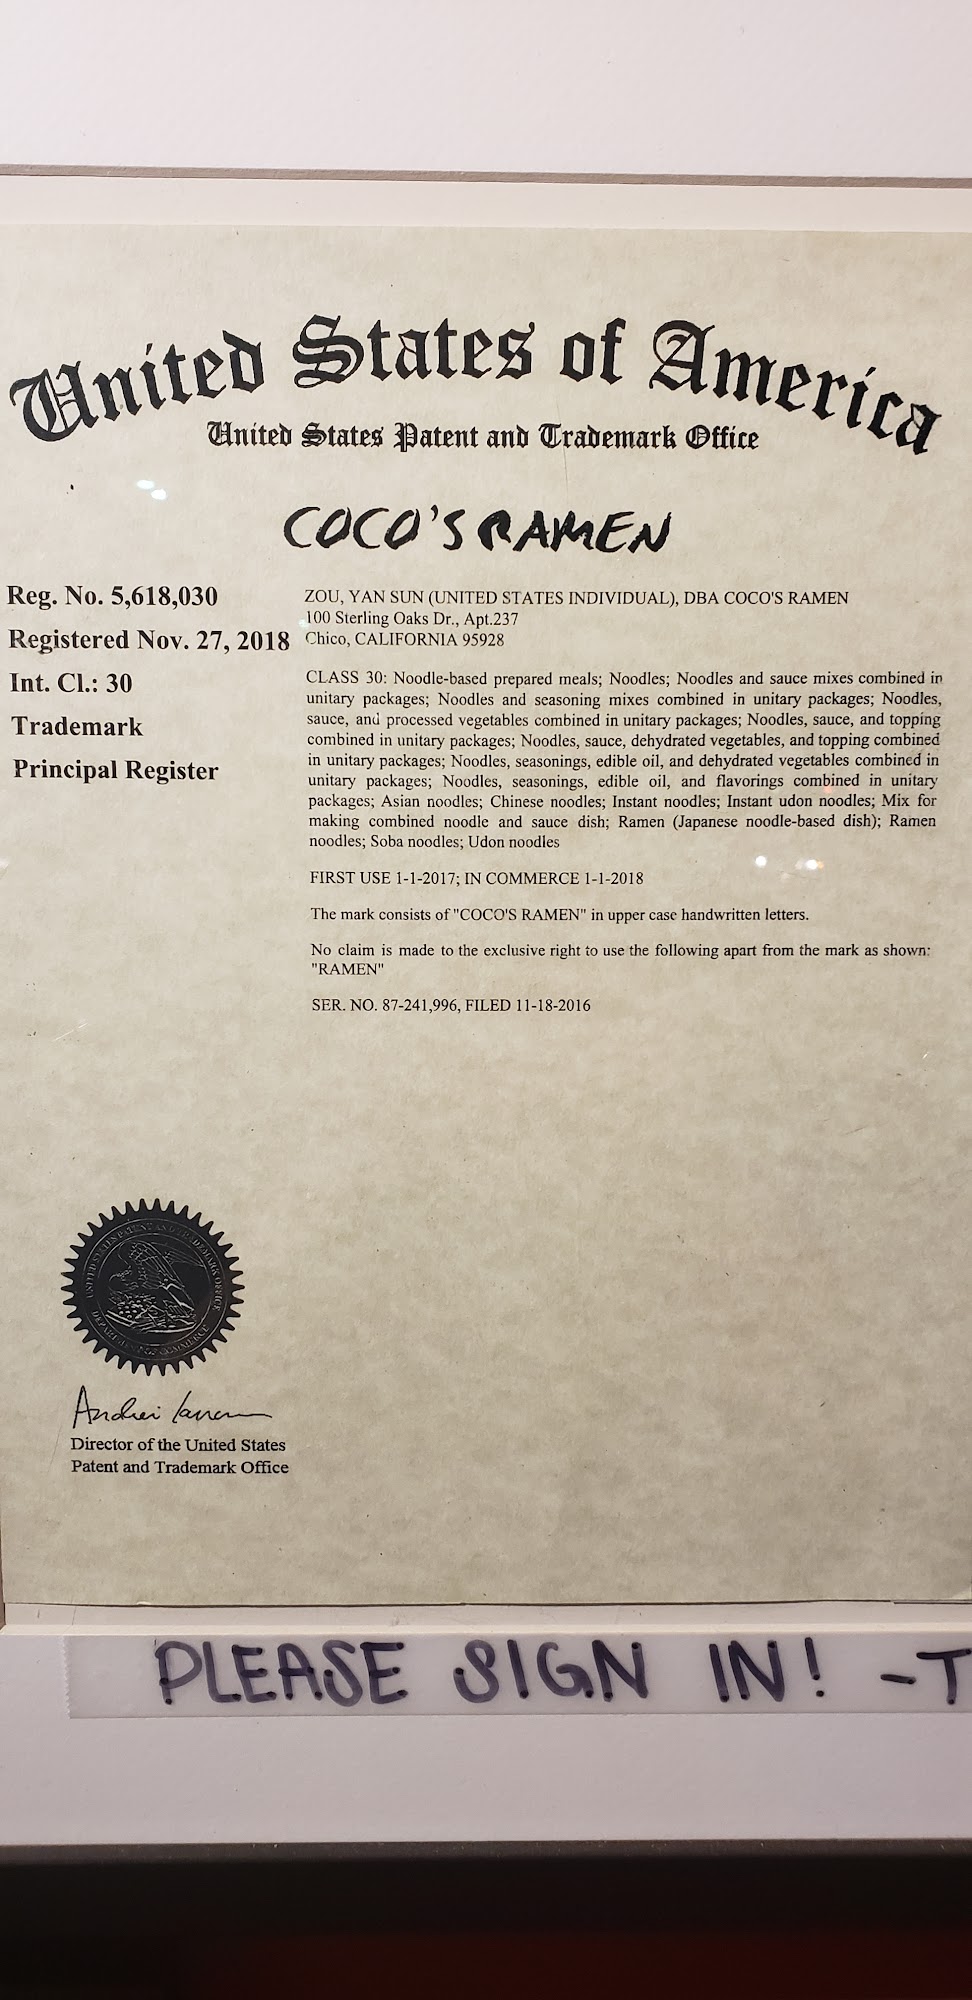 United States of America
United States Patent and Trademark Office
COCO'S RAMEN
Reg. No. 5,618,030
Registered Nov. 27, 2018
Int. Cl.: 30
Trademark
Principal Register
ZOU, YAN SUN (UNITED STATES INDIVIDUAL), DBA COCO'S RAMEN
100 Sterling Oaks Dr., Apt.237
Chico, CALIFORNIA 95928
CLASS 30: Noodle-based prepared meals; Noodles; Noodles and sauce mixes combined in
unitary packages; Noodles and seasoning mixes combined in unitary packages; Noodles,
sauce, and processed vegetables combined in unitary packages; Noodles, sauce, and topping
combined in unitary packages; Noodles, sauce, dehydrated vegetables, and topping combined
in unitary packages; Noodles, seasonings, edible oil, and dehydrated vegetables combined in
unitary packages; Noodles, seasonings, edible oil, and flavorings combined in unitary
packages; Asian noodles; Chinese noodles; Instant noodles; Instant udon noodles; Mix for
making combined noodle and sauce dish; Ramen (Japanese noodle-based dish); Ramen
noodles; Soba noodles; Udon noodles
FIRST USE 1-1-2017; IN COMMERCE 1-1-2018
The mark consists of "COCO'S RAMEN" in upper case handwritten letters.
No claim is made to the exclusive right to use the following apart from the mark as shown:
"RAMEN"
SER. NO. 87-241,996, FILED 11-18-2016
UNITED STATES PATENT AND TRADEMARK OFFICE
DEPARTMENT OF COMMERCE
Director of the United States
Patent and Trademark Office
PLEASE SIGN IN! -T